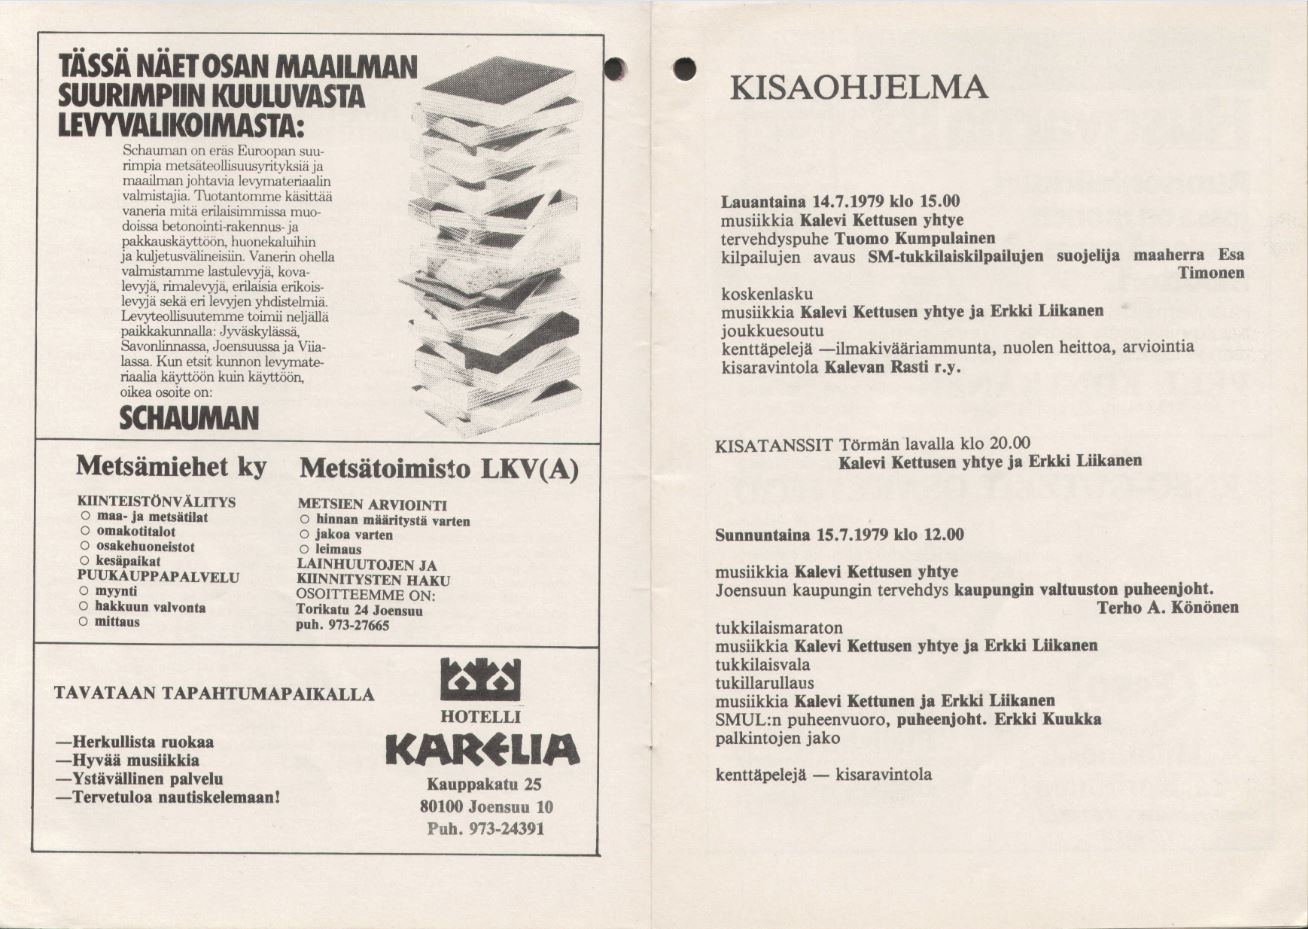 TÄSSÄ NÄET OSAN MAAILMAN
SUURIMPIIN KUULUVASTA
LEVYVALIKOIMASTA:
Schauman on eräs Euroopan suu-
rimpia metsäteollisuusyrityksiä ja
maailman johtavia levymateriaalin
valmistajia. Tuotantomme käsittää
vaneria mitä erilaisimmissa muo-
doissa betonointi-rakennus- ja
pakkauskäyttöön, huonekaluihin
ja kuljetusvälineisiin. Vanerin ohella
valmistamme lastulevyjä, kova-
levyjä, rimalevyjä, erilaisia erikois-
levyjä sekä eri levyjen yhdistelmiä.
Levyteollisuutemme toimii neljällä
paikkakunnalla: Jyväskylässä,
Savonlinnassa, Joensuussa ja Viia-
lassa. Kun etsit kunnon levymate-
riaalia käyttöön kuin käyttöön,
oikea osoite on:
SCHAUMAN
Metsämiehet ky
KIINTEISTÖNVÄLITYS
○ maa- ja metsätilat
○ omakotitalot
○ osakehuoneistot
○ kesäpaikat
PUUKAUPPAPALVELU
○ myynti
○ hakkuun valvonta
○ mittaus
Metsätoimisto LKV(A)
METSIEN ARVIOINTI
○ hinnan määritystä varten
○ jakoa varten
○ leimaus
LAINHUUTOJEN JA
KIINNITYSTEN HAKU
OSOITTEEMME ON:
Torikatu 24 Joensuu
puh. 973-27665
TAVATAAN TAPAHTUMAPAIKALLA
—Herkullista ruokaa
—Hyvää musiikkia
—Ystävällinen palvelu
—Tervetuloa nautiskelemaan!
HOTELLI
KARELIA
Kauppakatu 25
80100 Joensuu 10
Puh. 973-24391
KISAOHJELMA
Lauantaina 14.7.1979 klo 15.00
musiikkia Kalevi Kettusen yhtye
tervehdyspuhe Tuomo Kumpulainen
kilpailujen avaus SM-tukkilaiskilpailujen suojelija maaherra Esa
Timonen
koskenlasku
musiikkia Kalevi Kettusen yhtye ja Erkki Liikanen
joukkuesoutu
kenttäpelejä —ilmakivääriammunta, nuolen heittoa, arviointia
kisaravintola Kalevan Rasti r.y.
KISATANSSIT Törmän lavalla klo 20.00
Kalevi Kettusen yhtye ja Erkki Liikanen
Sunnuntaina 15.7.1979 klo 12.00
musiikkia Kalevi Kettusen yhtye
Joensuun kaupungin tervehdys kaupungin valtuuston puheenjoht.
Terho A. Könönen
tukkilaismaraton
musiikkia Kalevi Kettusen yhtye ja Erkki Liikanen
tukkilaisvala
tukillarullaus
musiikkia Kalevi Kettunen ja Erkki Liikanen
SMUL:n puheenvuoro, puheenjoht. Erkki Kuukka
palkintojen jako
kenttäpelejä — kisaravintola